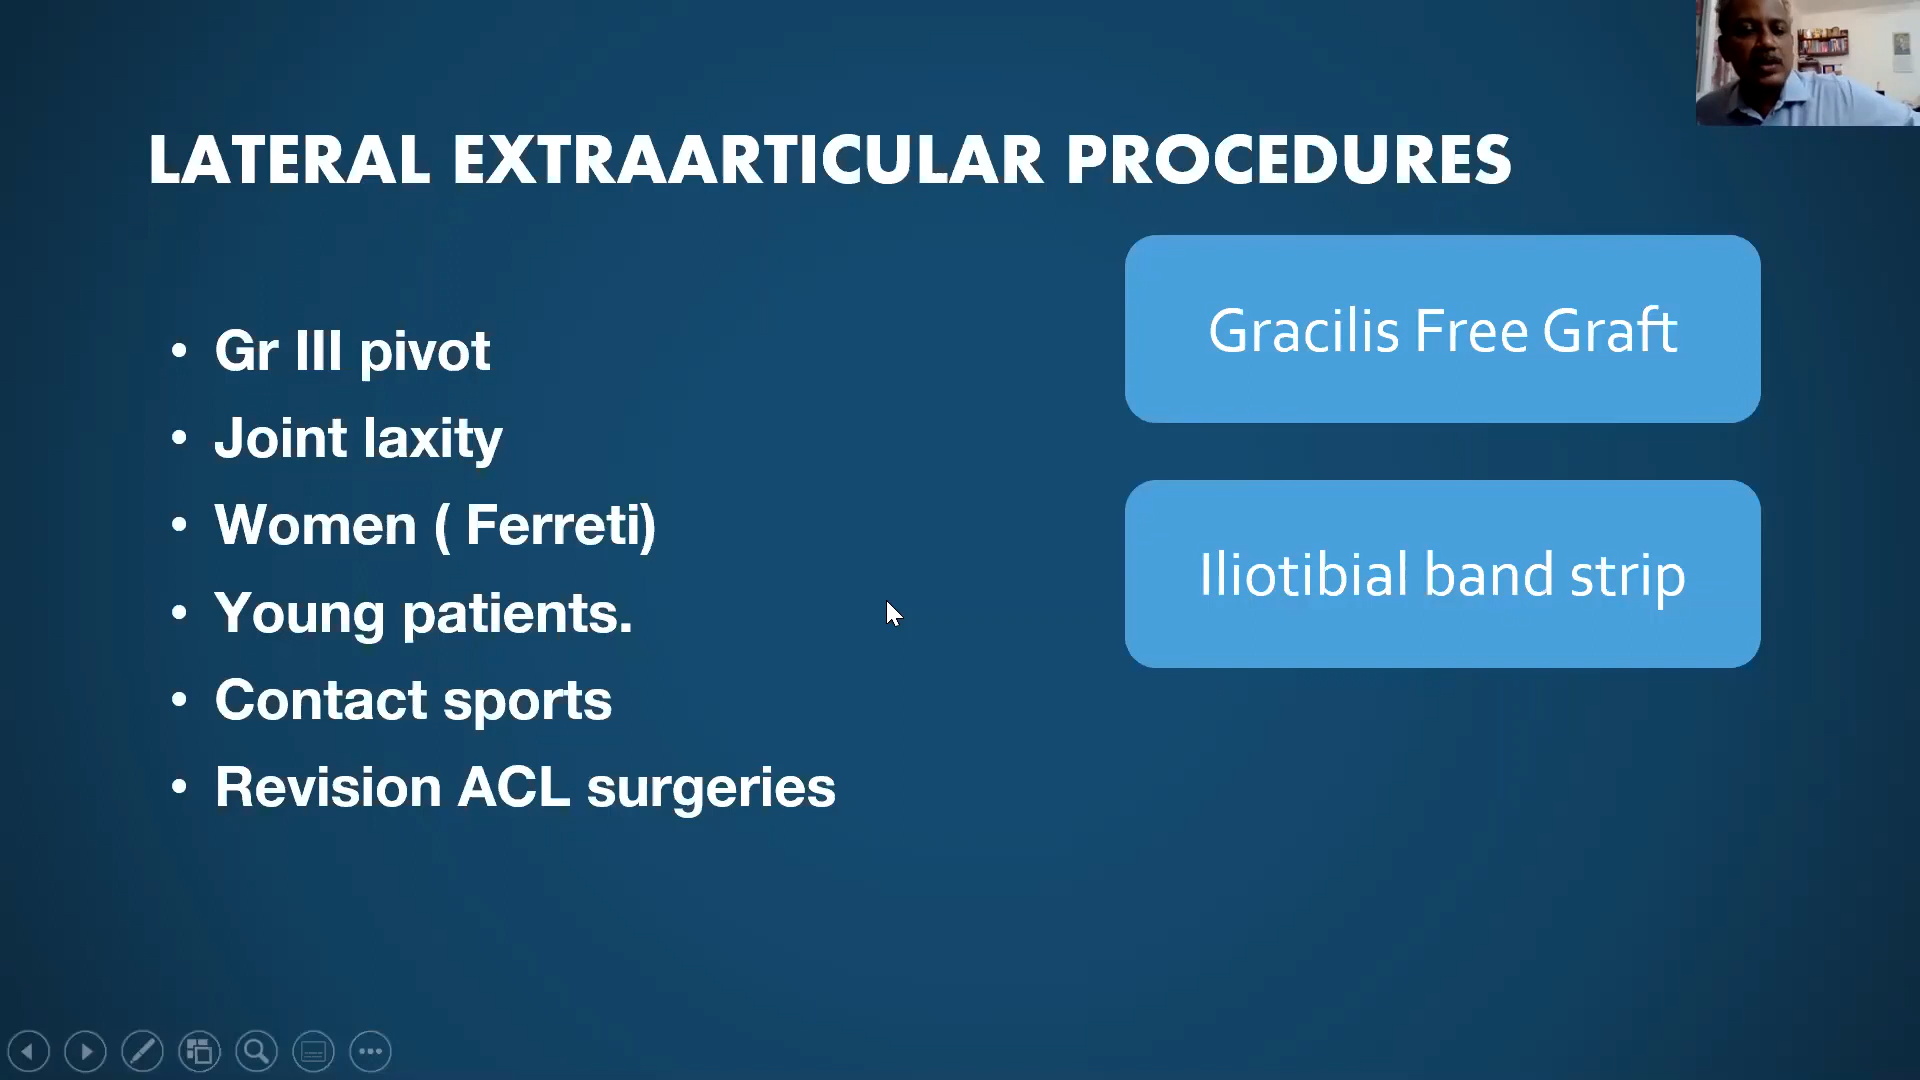 LATERAL EXTRAARTICULAR PROCEDURES
• Gr III pivot
• Joint laxity
• Women ( Ferreti)
• Young patients.
• Contact sports
• Revision ACL surgeries
Gracilis Free Graft
Iliotibial band strip